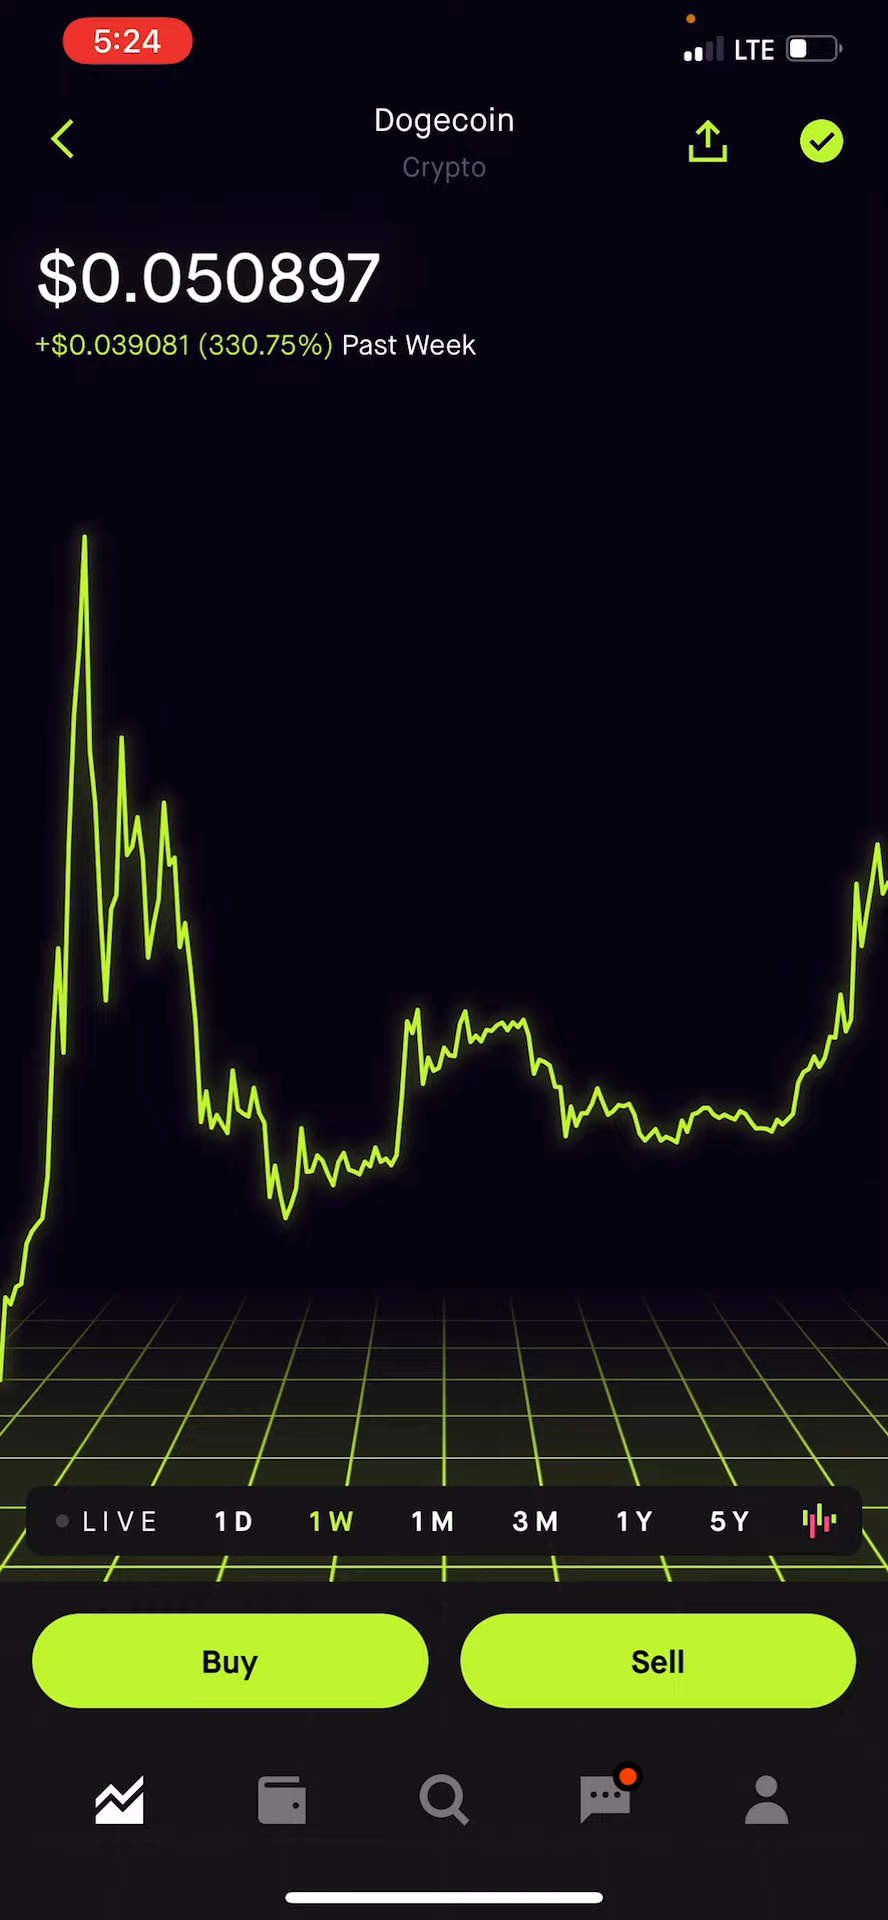 5:24
LTE
Dogecoin
Crypto
$0.050897
+$0.039081 (330.75%) Past Week
LIVE 1D 1W 1M 3M 1Y 5Y
Buy Sell